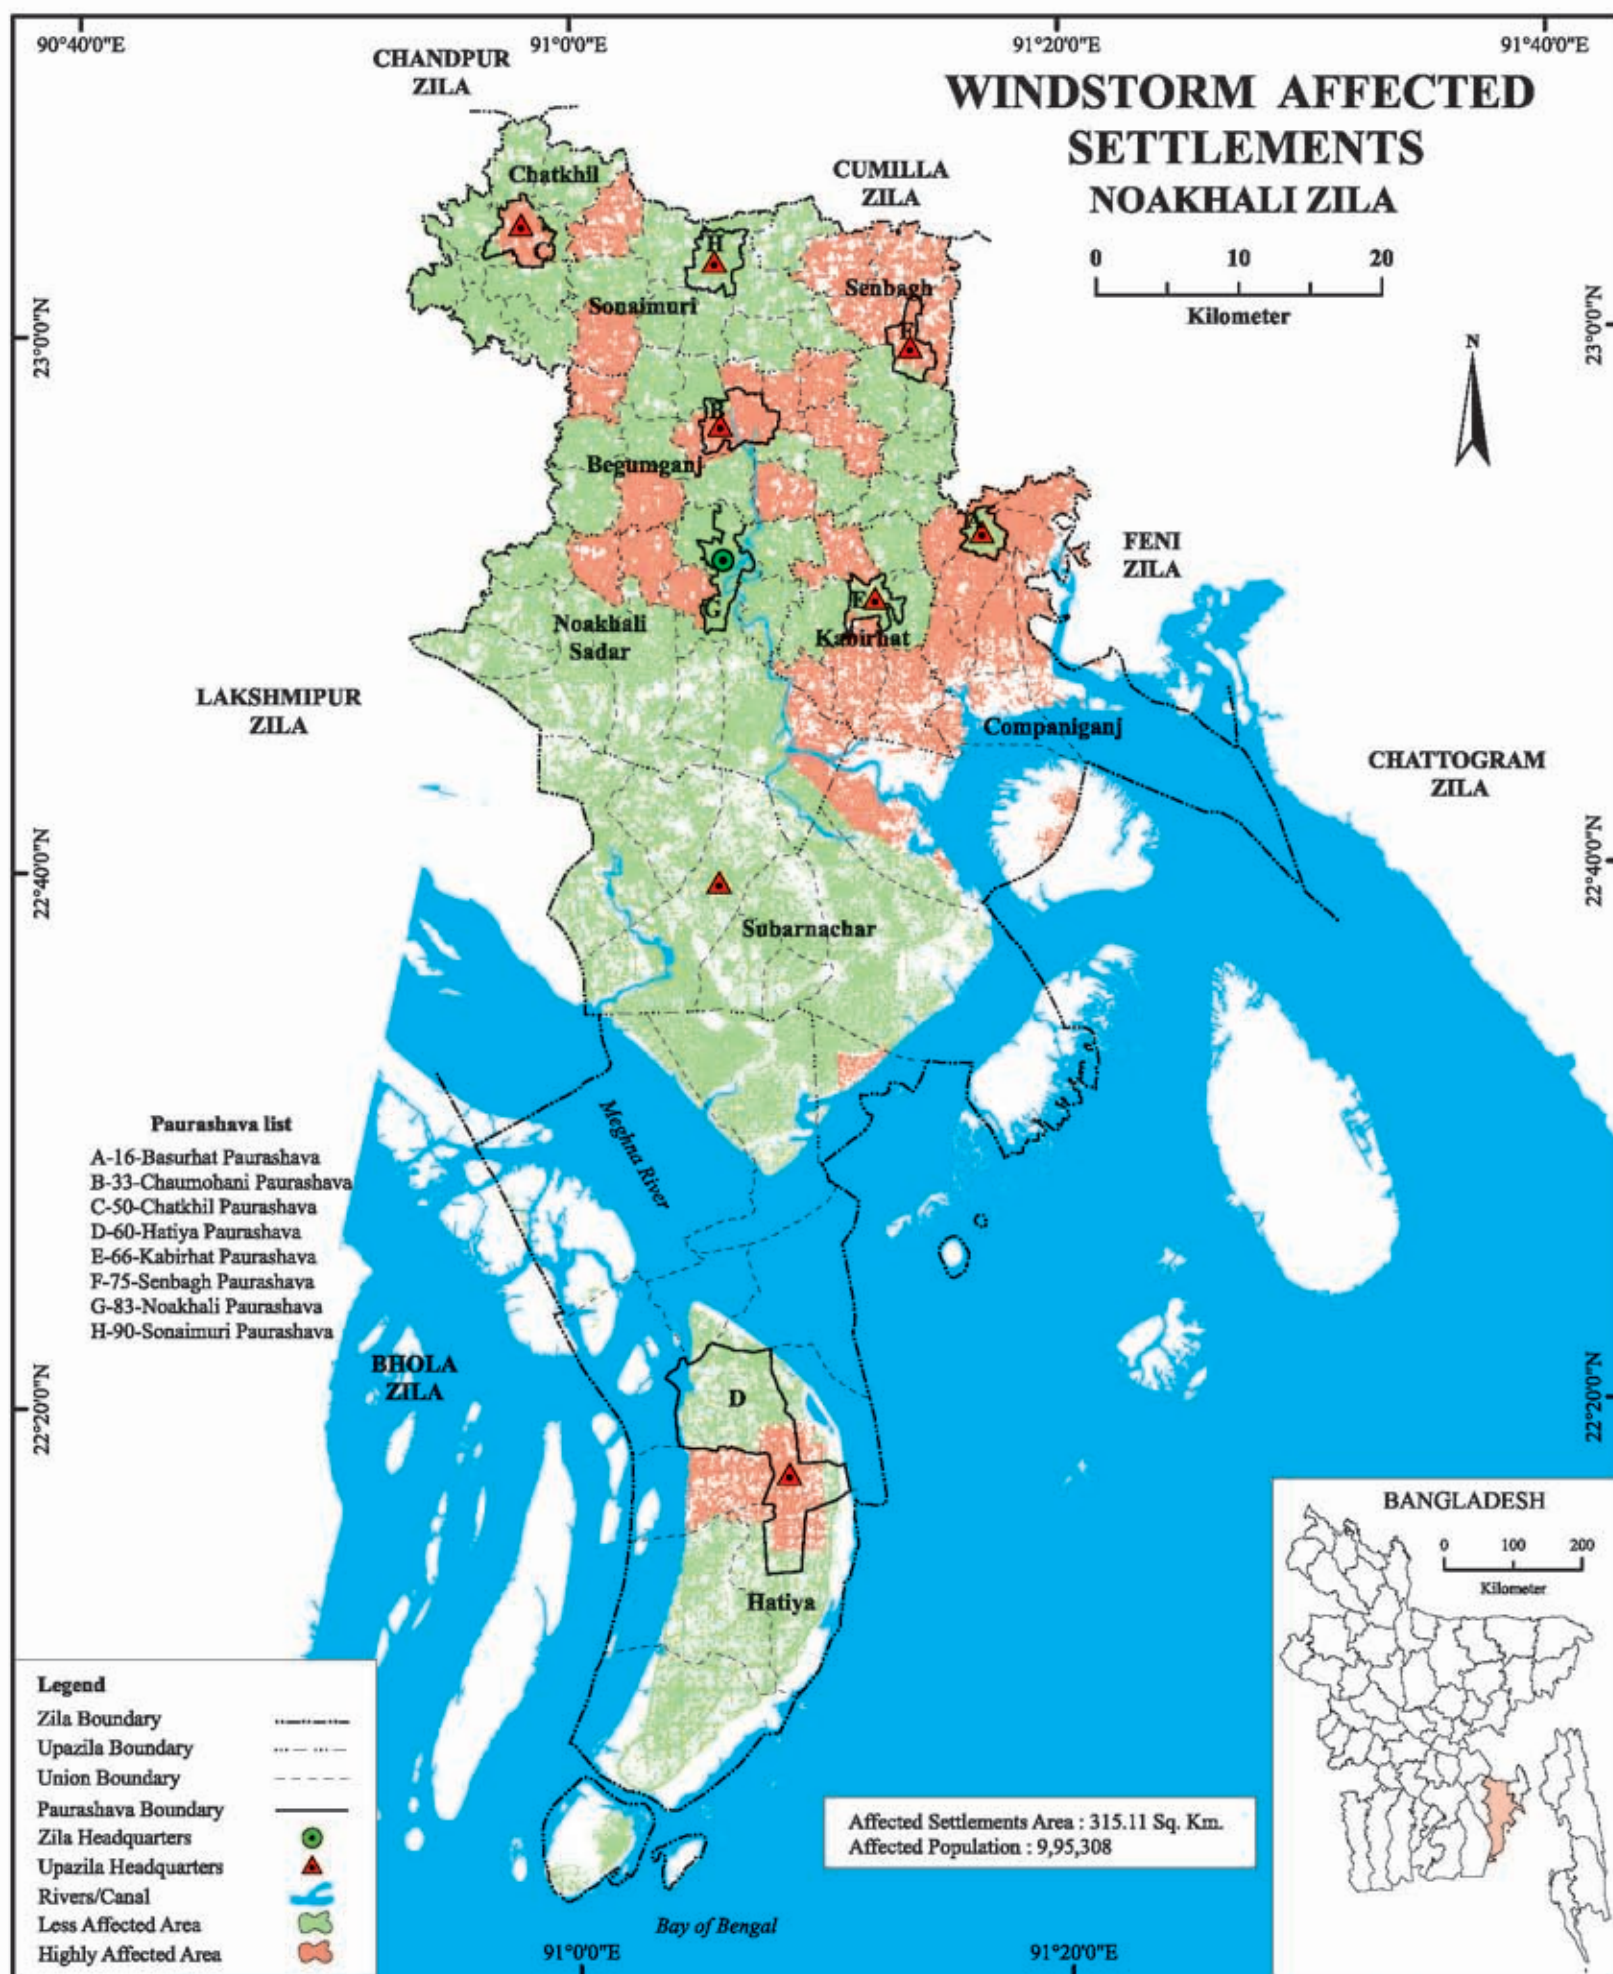 90°40'0"E
91°0'0"E
91°20'0"E
91°40'0"E
CHANDPUR
ZILA
WINDSTORM AFFECTED
SETTLEMENTS
NOAKHALI ZILA
CUMILLA
ZILA
0 10 20
Kilometer
N
Chatkhil
C
H
Sonaimuri
Senbagh
F
23°0'0"N
23°0'0"N
B
Begumganj
A
FENI
ZILA
E
G
Kabirhat
Noakhali
Sadar
LAKSHMIPUR
ZILA
Companiganj
CHATTOGRAM
ZILA
22°40'0"N
22°40'0"N
Subarnachar
Meghna River
Paurashava list
A-16-Basurhat Paurashava
B-33-Chaumohani Paurashava
C-50-Chatkhil Paurashava
D-60-Hatiya Paurashava
E-66-Kabirhat Paurashava
F-75-Senbagh Paurashava
G-83-Noakhali Paurashava
H-90-Sonaimuri Paurashava
BHOLA
ZILA
22°20'0"N
22°20'0"N
D
Hatiya
BANGLADESH
0 100 200
Kilometer
Legend
Zila Boundary
Upazila Boundary
Union Boundary
Paurashava Boundary
Zila Headquarters
Upazila Headquarters
Rivers/Canal
Less Affected Area
Highly Affected Area
Affected Settlements Area : 315.11 Sq. Km.
Affected Population : 9,95,308
Bay of Bengal
91°0'0"E
91°20'0"E